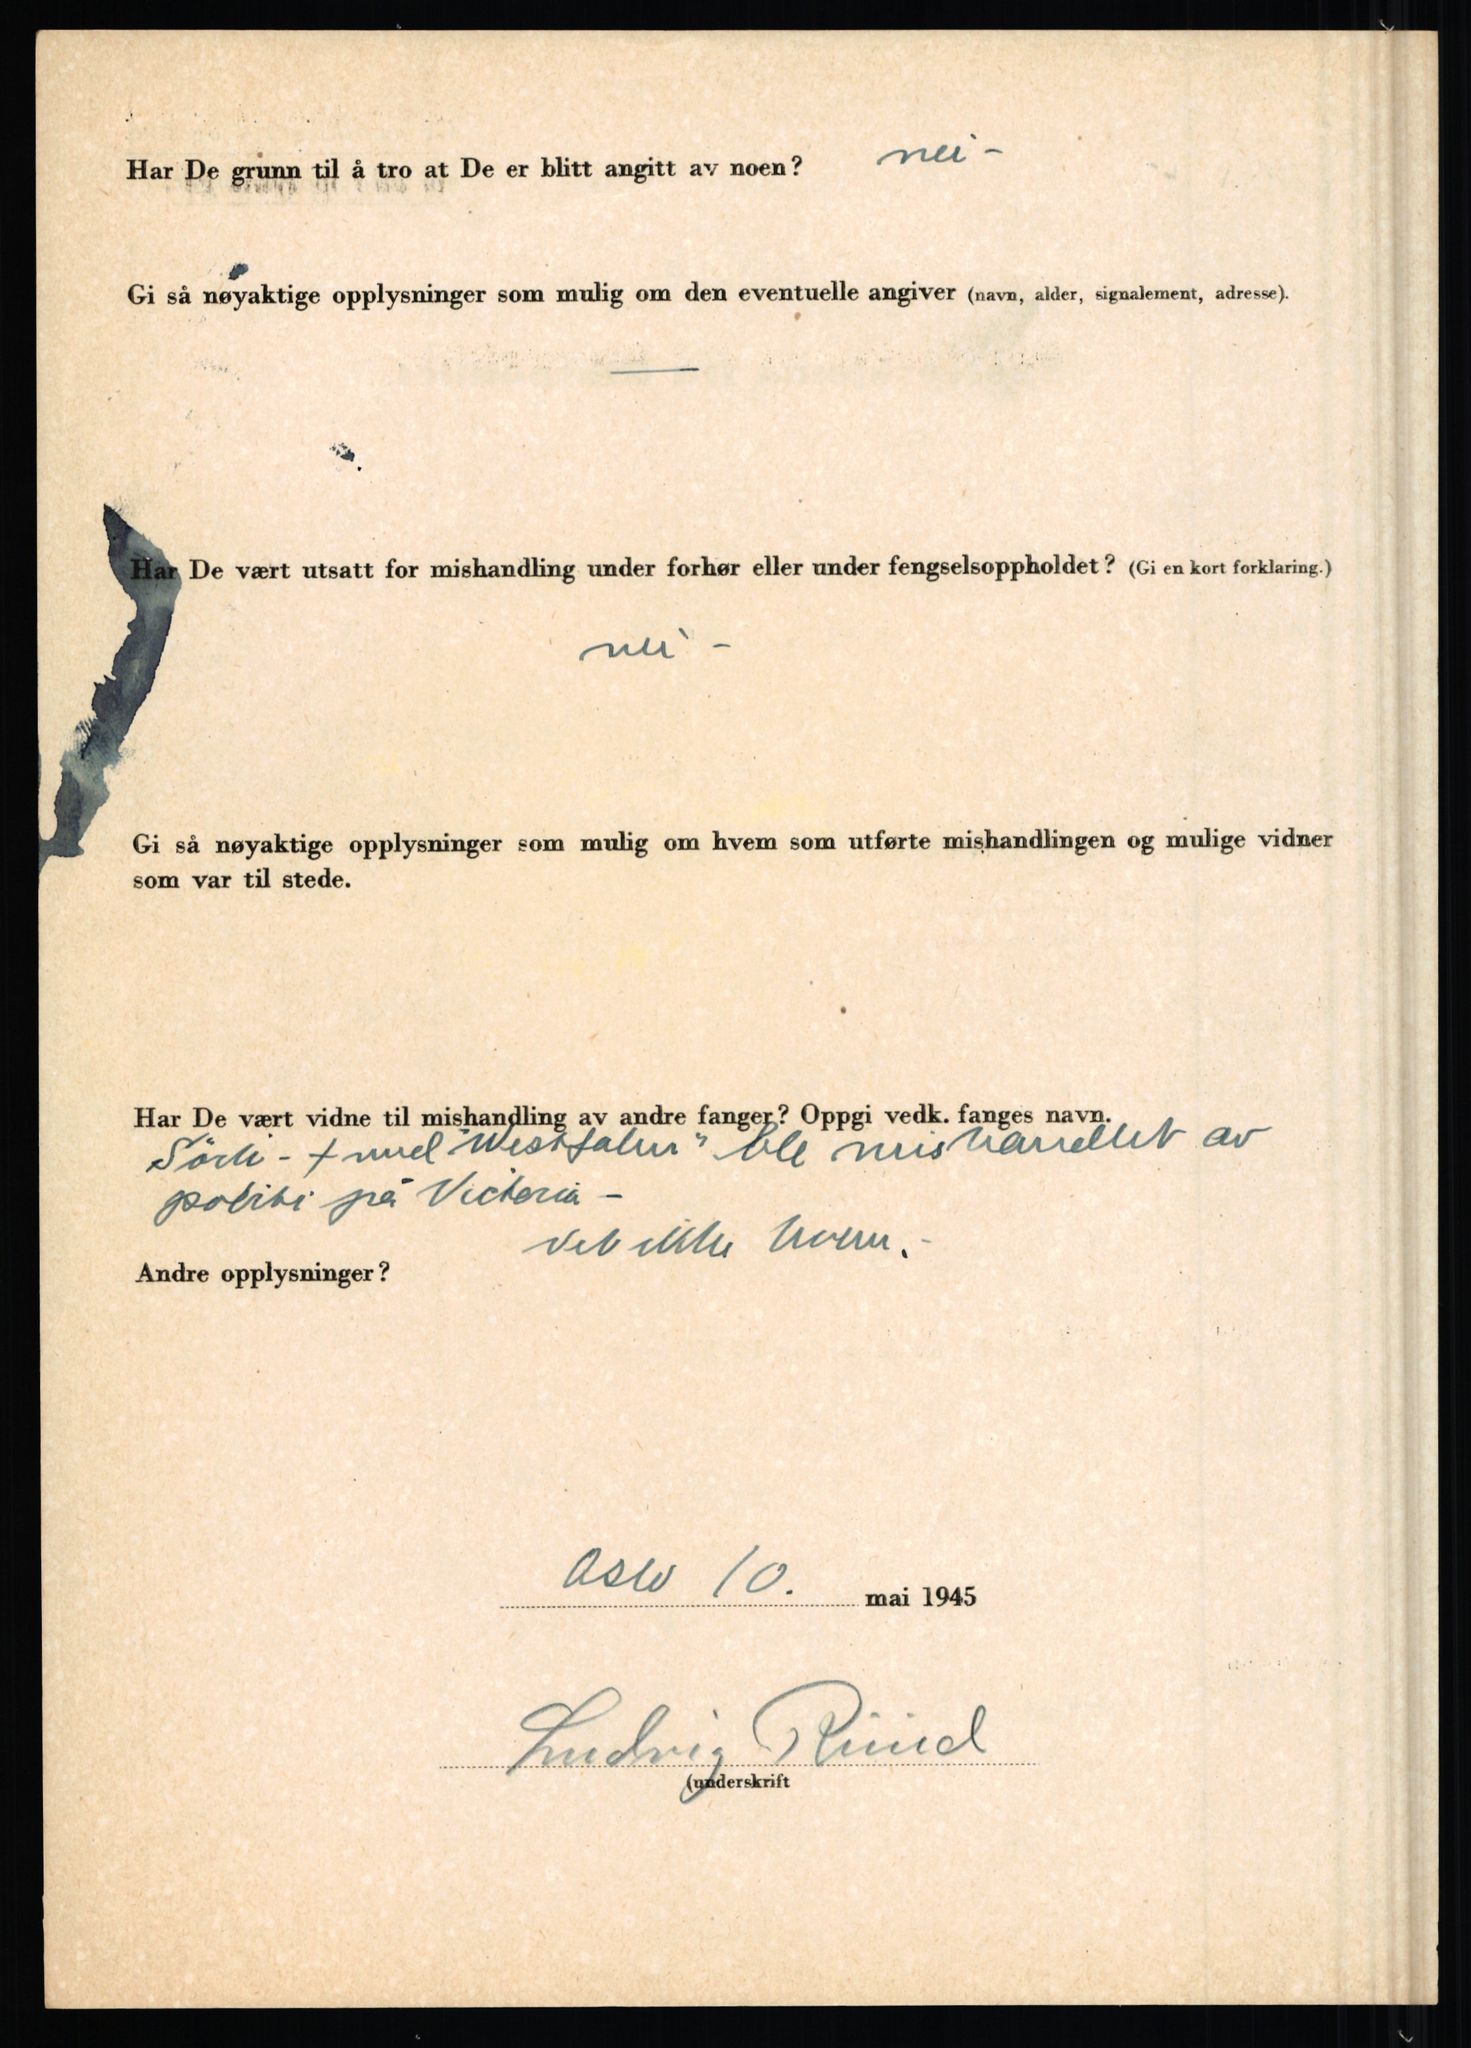 Har De grunn til å tro at De er blitt angitt av noen? nei –
Gi så nøyaktige opplysninger som mulig om den eventuelle angiver (navn, alder, signalement, adresse).
Har De vært utsatt for mishandling under forhør eller under fengselsoppholdet? (Gi en kort forklaring.)
nei –
Gi så nøyaktige opplysninger som mulig om hvem som utførte mishandlingen og mulige vidner
som var til stede.
Har De vært vidne til mishandling av andre fanger? Oppgi vedk. fanges navn.
Sörli – + med "Westfalen" ble mishandlet av
politi på Victoria –
vet ikke hvem. –
Andre opplysninger?
Oslo 10. mai 1945
Ludvig
(underskrift